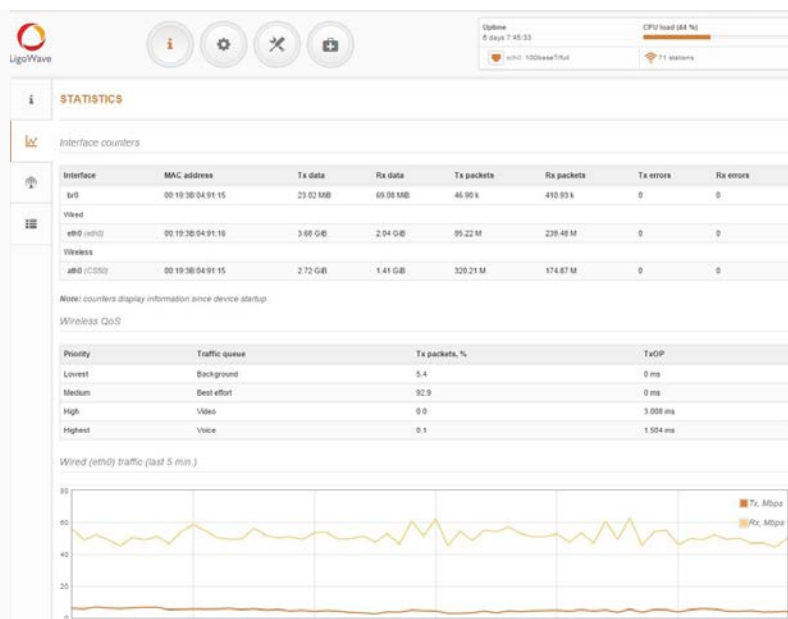 LigoWave
Uptime
8 days 7:45:33
CPU load (44 %)
eth0 100baseT/full
71 stations
STATISTICS
Interface counters
Interface MAC address Tx data Rx data Tx packets Rx packets Tx errors Rx errors
br0 00:19:3B:04:91:15 23.02 MiB 69.08 MiB 46.90 k 410.93 k 0 0
Wired
eth0 (eth0) 00:19:3B:04:91:16 3.60 GiB 2.04 GiB 95.22 M 239.48 M 0 0
Wireless
ath0 (CS50) 00:19:3B:04:91:15 2.72 GiB 1.41 GiB 320.21 M 174.87 M 0 0
Note: counters display information since device startup.
Wireless QoS
Priority Traffic queue Tx packets, % TxOP
Lowest Background 5.4 0 ms
Medium Best effort 92.9 0 ms
High Video 0.0 3.008 ms
Highest Voice 0.1 1.504 ms
Wired (eth0) traffic (last 5 min.)
80
Tx, Mbps
Rx, Mbps
60
40
20
0